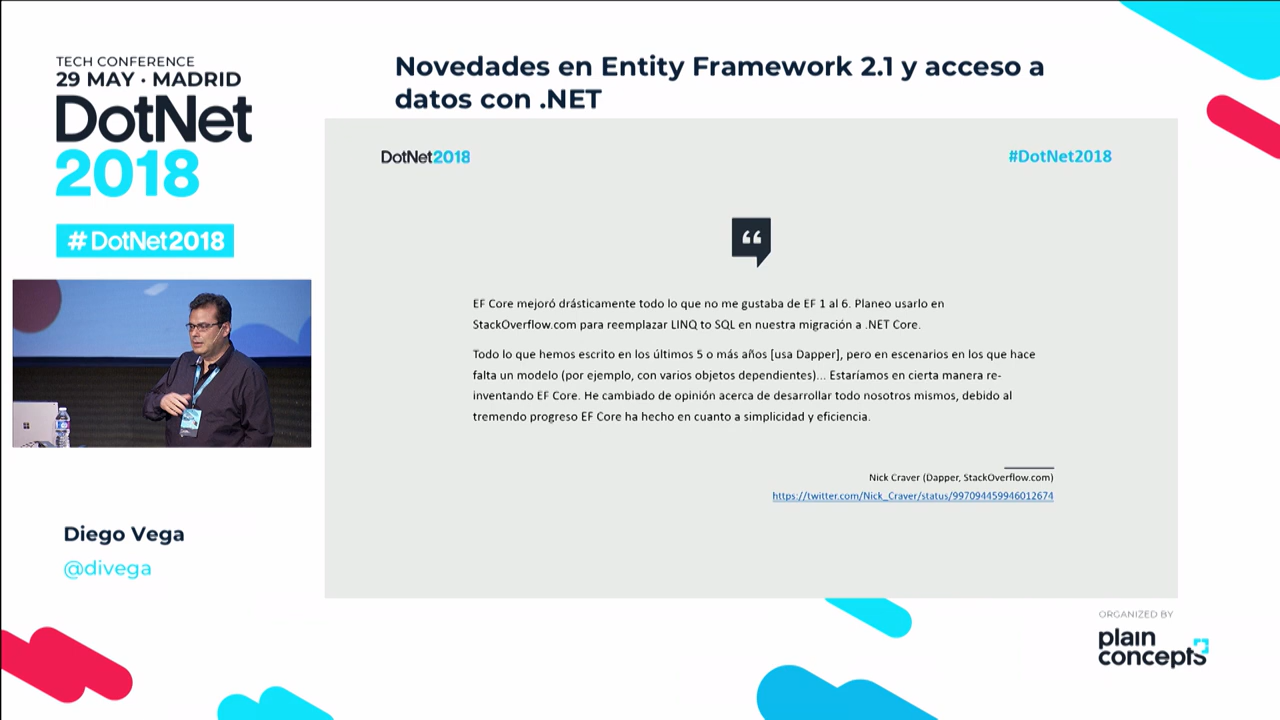 TECH CONFERENCE
29 MAY · MADRID
DotNet
2018
#DotNet2018
Novedades en Entity Framework 2.1 y acceso a
datos con .NET
DotNet2018
#DotNet2018
“
EF Core mejoró drásticamente todo lo que no me gustaba de EF 1 al 6. Planeo usarlo en
StackOverflow.com para reemplazar LINQ to SQL en nuestra migración a .NET Core.
Todo lo que hemos escrito en los últimos 5 o más años [usa Dapper], pero en escenarios en los que hace
falta un modelo (por ejemplo, con varios objetos dependientes)... Estaríamos en cierta manera re-
inventando EF Core. He cambiado de opinión acerca de desarrollar todo nosotros mismos, debido al
tremendo progreso EF Core ha hecho en cuanto a simplicidad y eficiencia.
Nick Craver (Dapper, StackOverflow.com)
https://twitter.com/Nick_Craver/status/997094459946012674
Diego Vega
@divega
ORGANIZED BY
plain
concepts